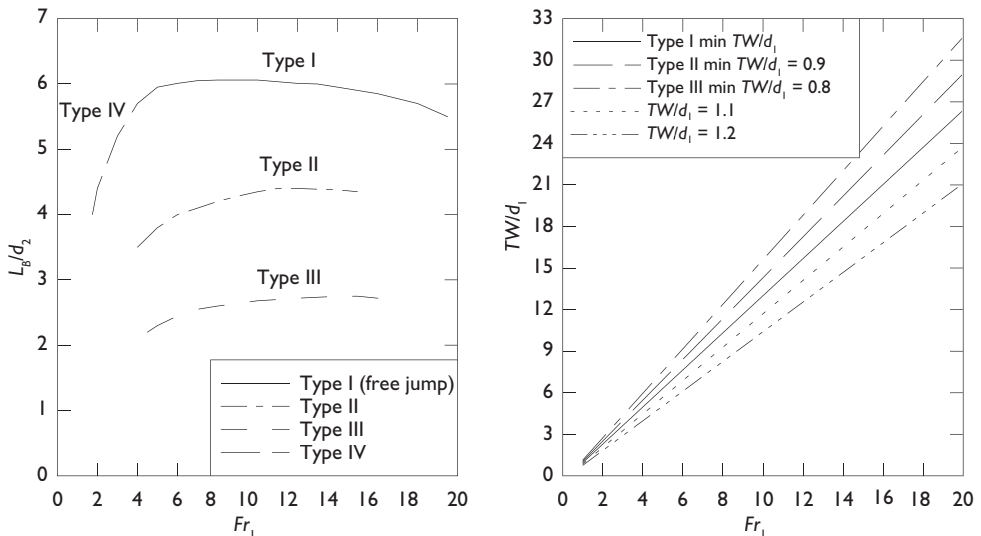 7
6
5
4
3
2
1
0
L_B/d_2
Type I
Type IV
Type II
Type III
Type I (free jump)
Type II
Type III
Type IV
0 2 4 6 8 10 12 14 16 18 20
Fr_1
33
30
27
24
21
18
15
12
9
6
3
0
TW/d_1
Type I min TW/d_1
Type II min TW/d_1 = 0.9
Type III min TW/d_1 = 0.8
TW/d_1 = 1.1
TW/d_1 = 1.2
0 2 4 6 8 10 12 14 16 18 20
Fr_1